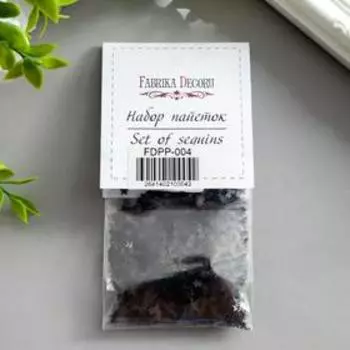 FABRIKA DECORU
Набор пайеток
Set of sequins
FDPP-004